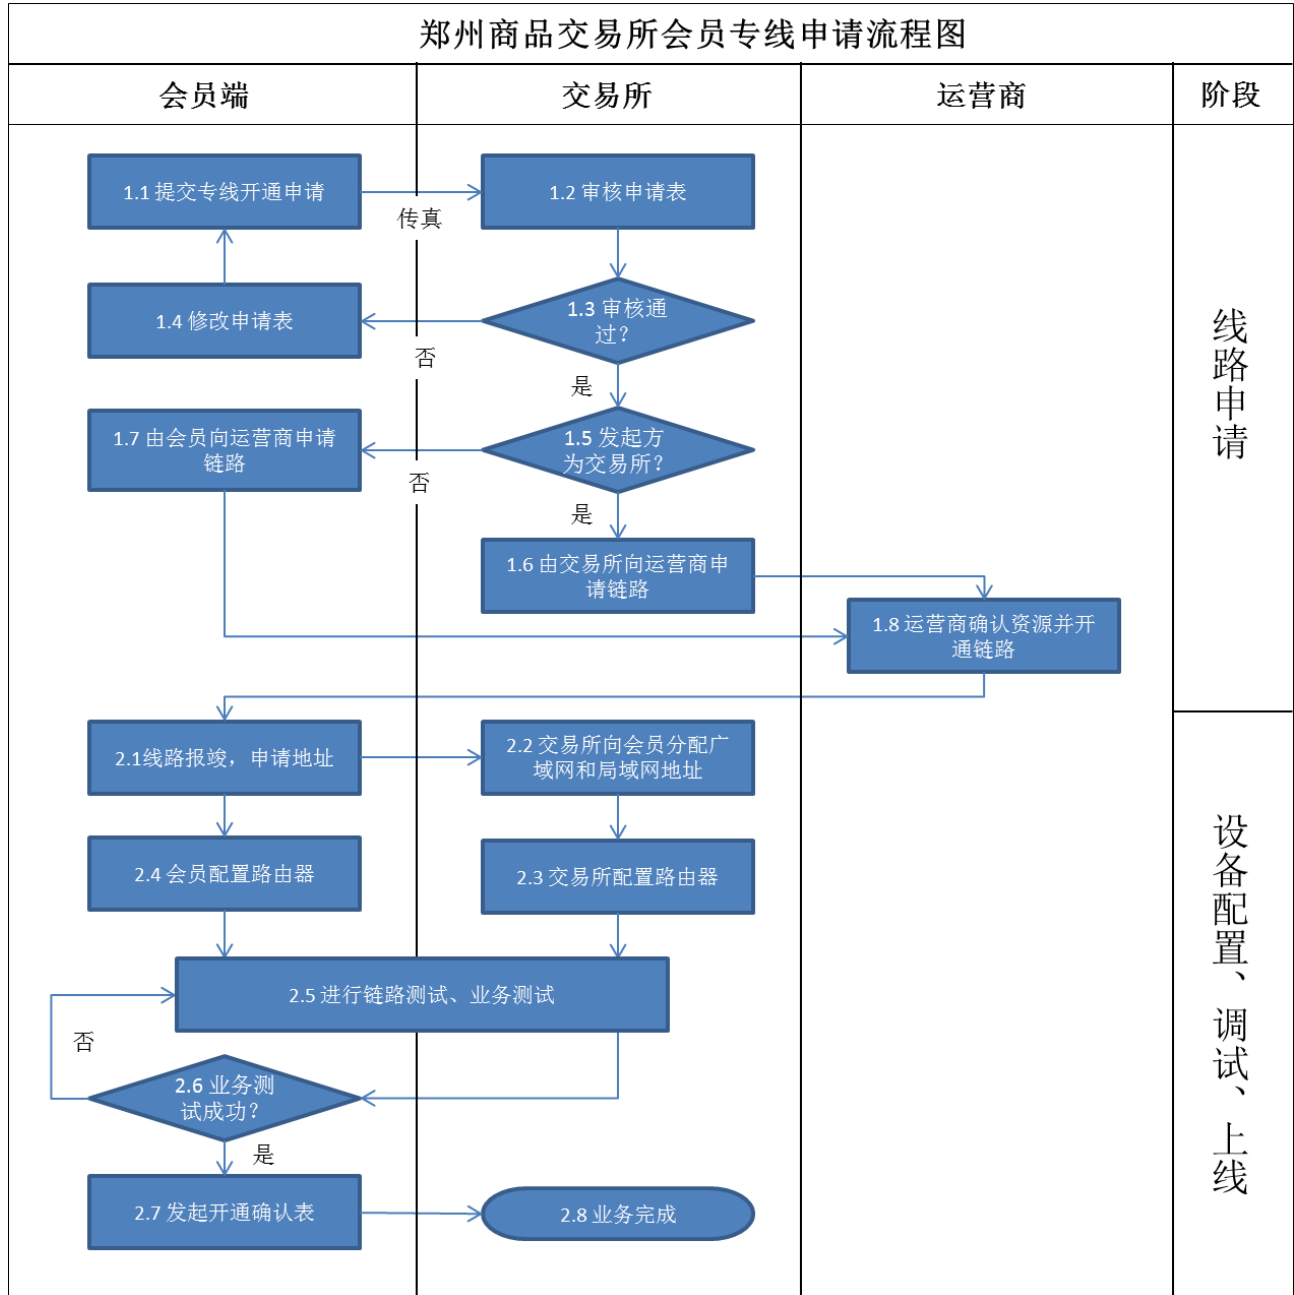 郑州商品交易所会员专线申请流程图
会员端
交易所
运营商
阶段
1.1 提交专线开通申请
传真
1.2 审核申请表
1.3 审核通
过？
否
是
1.4 修改申请表
1.5 发起方
为交易所？
否
是
1.7 由会员向运营商申请
链路
1.6 由交易所向运营商申
请链路
1.8 运营商确认资源并开
通链路
线路申请
2.1线路报竣，申请地址
2.2 交易所向会员分配广
域网和局域网地址
2.4 会员配置路由器
2.3 交易所配置路由器
2.5 进行链路测试、业务测试
否
2.6 业务测
试成功？
是
2.7 发起开通确认表
2.8 业务完成
设备配置、调试、上线